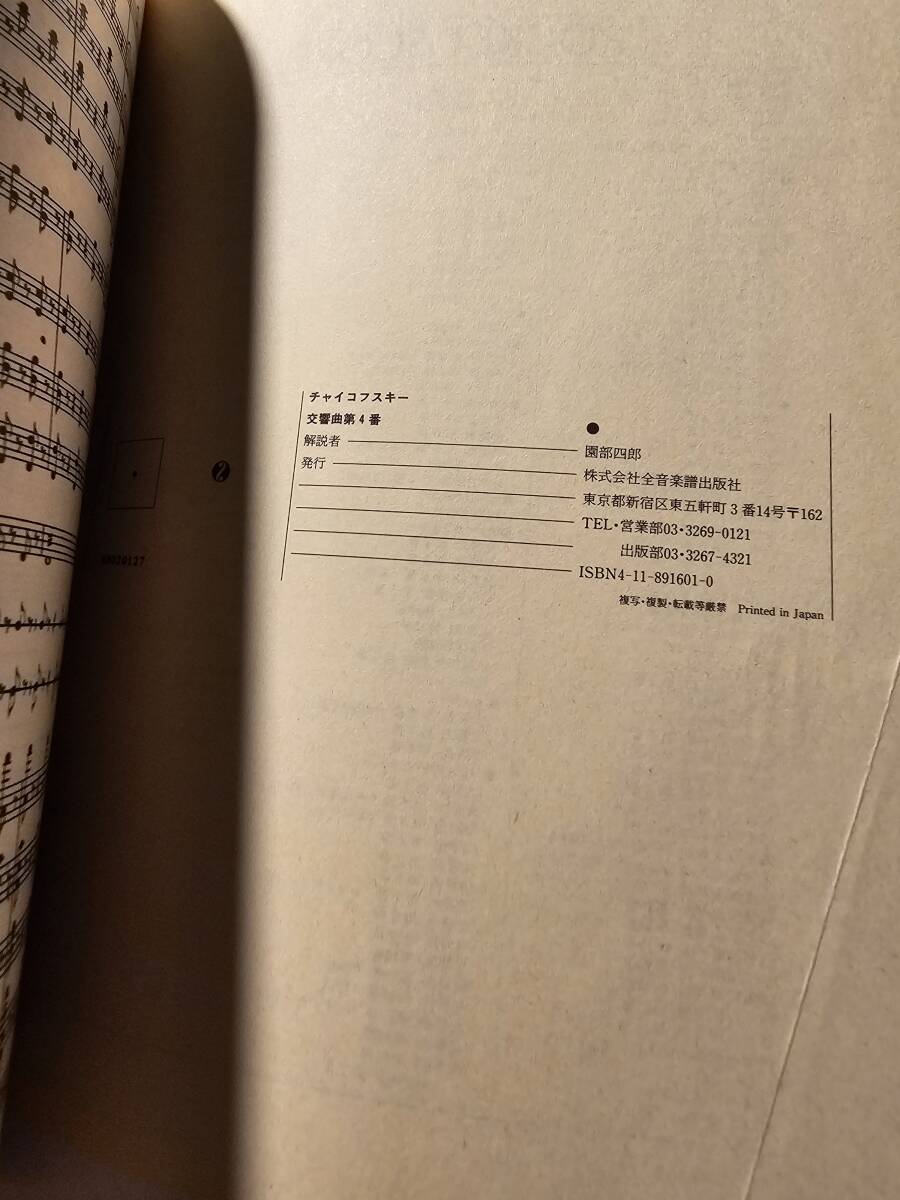 チャイコフスキー
交響曲第4番
●
解説者 園部四郎
発行 株式会社全音楽譜出版社
東京都新宿区東五軒町3番14号〒162
TEL・営業部03・3269-0121
出版部03・3267-4321
ISBN4-11-891601-0
複写・複製・転載等厳禁 Printed in Japan
2